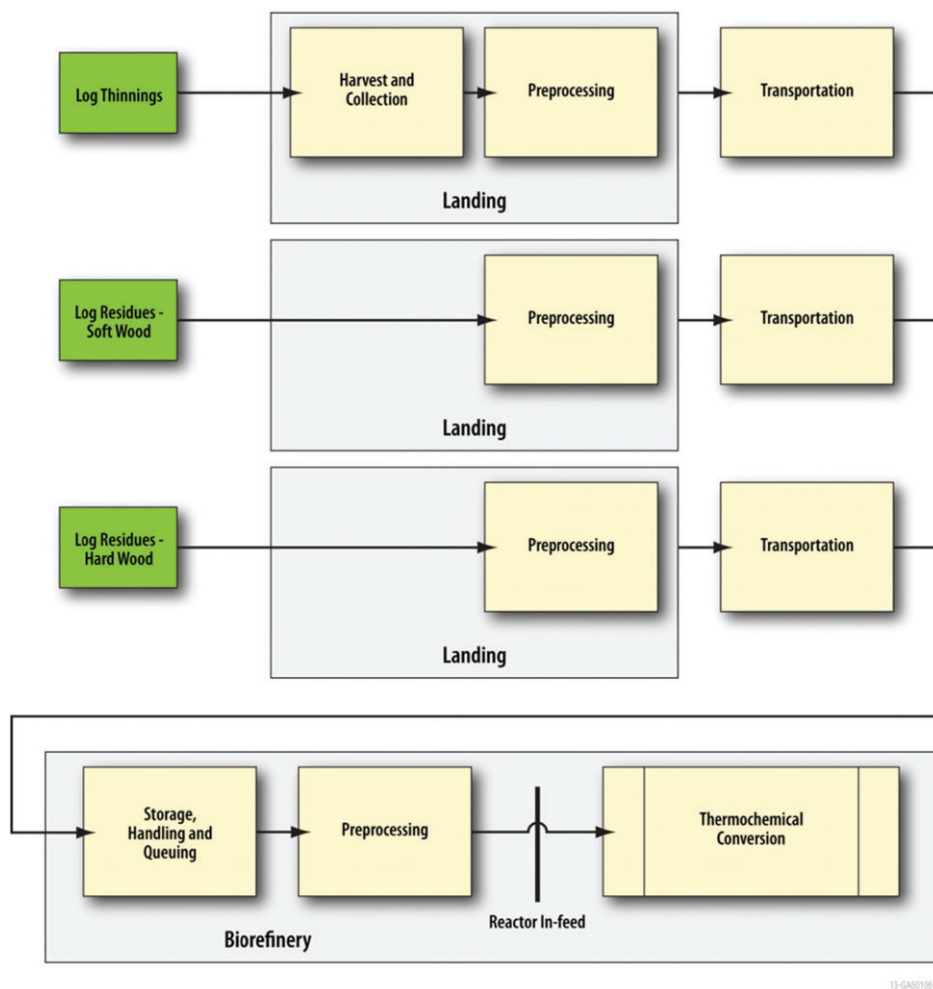 Log Thinnings
Harvest and
Collection
Preprocessing
Transportation
Landing
Log Residues -
Soft Wood
Preprocessing
Transportation
Landing
Log Residues -
Hard Wood
Preprocessing
Transportation
Landing
Storage,
Handling and
Queuing
Preprocessing
Thermochemical
Conversion
Reactor In-feed
Biorefinery
13-GA50106